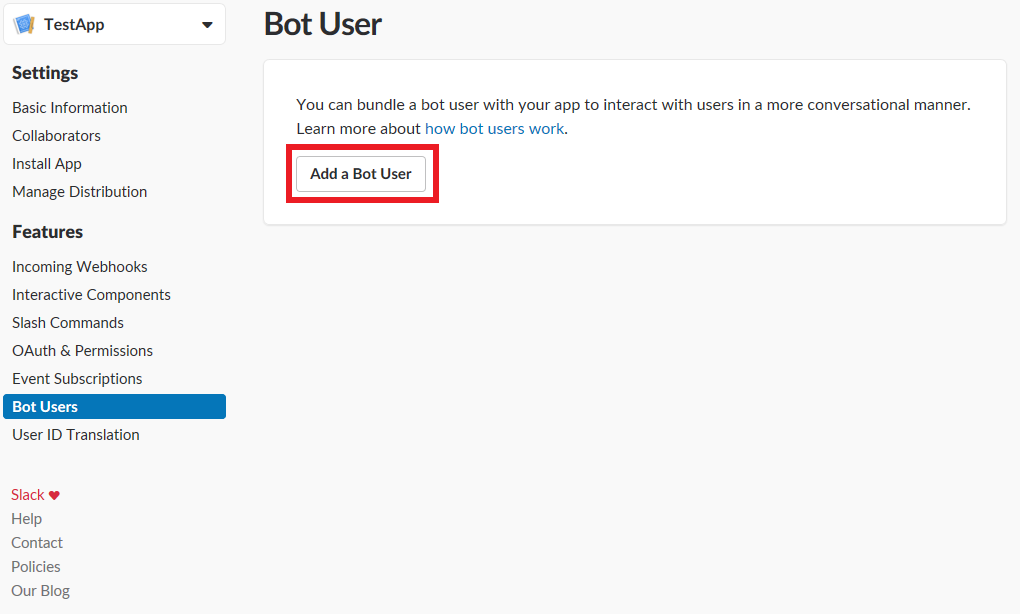 TestApp
Settings
Basic Information
Collaborators
Install App
Manage Distribution
Features
Incoming Webhooks
Interactive Components
Slash Commands
OAuth & Permissions
Event Subscriptions
Bot Users
User ID Translation
Slack ♥
Help
Contact
Policies
Our Blog
Bot User
You can bundle a bot user with your app to interact with users in a more conversational manner.
Learn more about how bot users work.
Add a Bot User